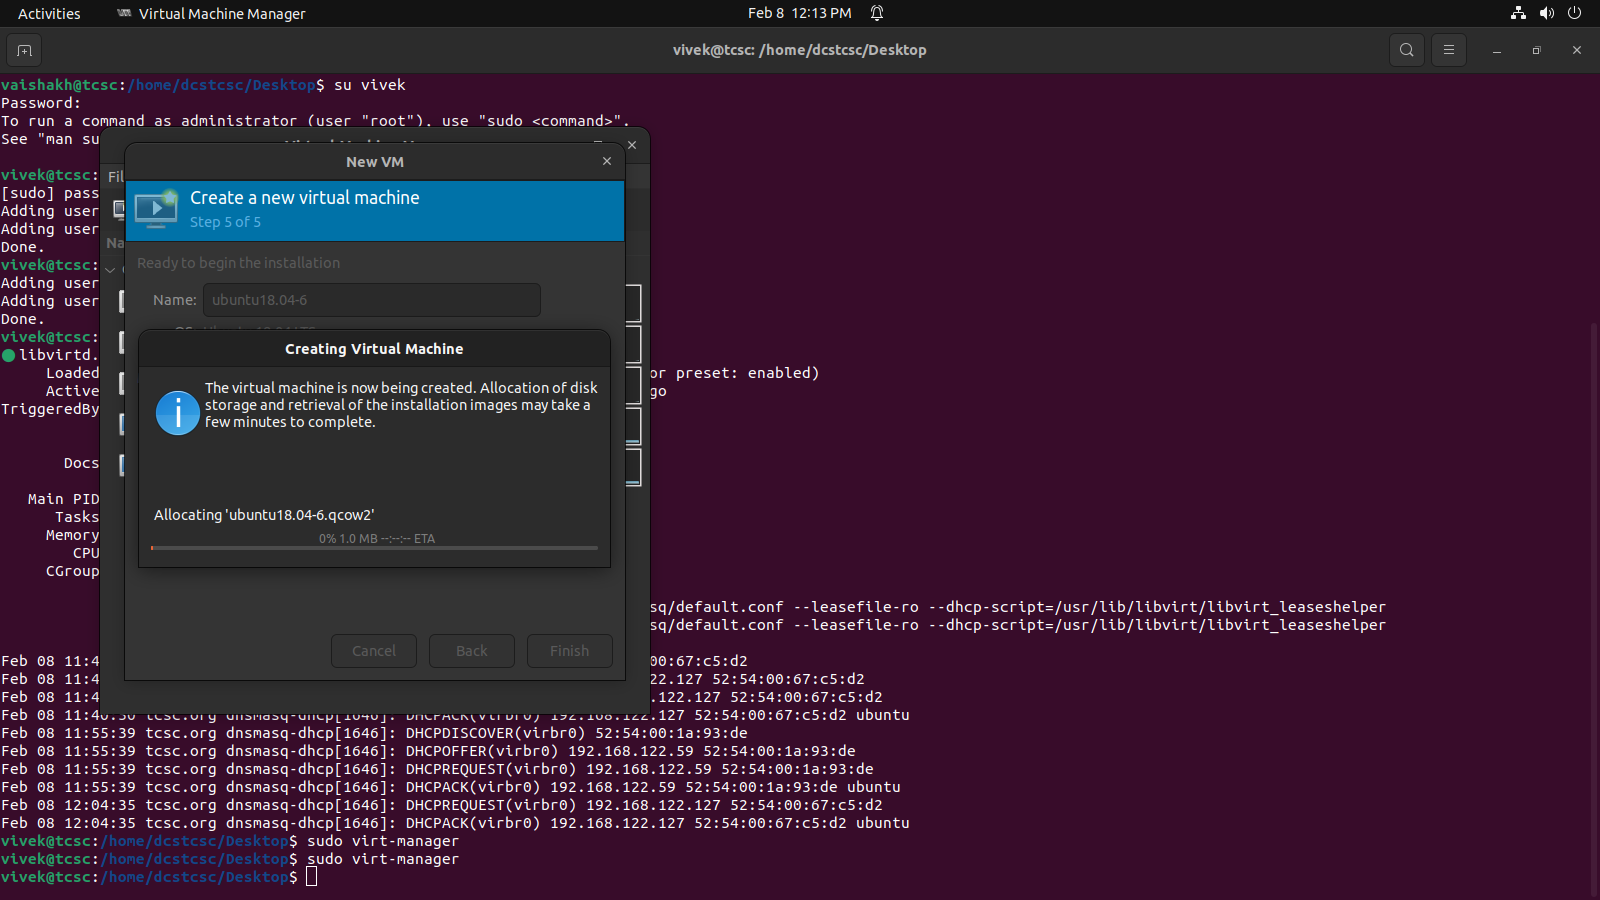 Activities
Virtual Machine Manager
Feb 8 12:13 PM
vivek@tcsc: /home/dcstcsc/Desktop
vaishakh@tcsc:/home/dcstcsc/Desktop$ su vivek
Password:
To run a command as administrator (user "root"), use "sudo <command>".
See "man su
vivek@tcsc:
[sudo] pass
Adding user
Adding user
Done.
vivek@tcsc:
Adding user
Adding user
Done.
vivek@tcsc:
libvirtd.
Loaded
or preset: enabled)
Active
go
TriggeredBy
Docs
Main PID
Tasks
Memory
CPU
CGroup
New VM
Create a new virtual machine
Step 5 of 5
Ready to begin the installation
Name: ubuntu18.04-6
Creating Virtual Machine
The virtual machine is now being created. Allocation of disk
storage and retrieval of the installation images may take a
few minutes to complete.
Allocating 'ubuntu18.04-6.qcow2'
0% 1.0 MB --:--:-- ETA
Cancel
Back
Finish
sq/default.conf --leasefile-ro --dhcp-script=/usr/lib/libvirt/libvirt_leaseshelper
sq/default.conf --leasefile-ro --dhcp-script=/usr/lib/libvirt/libvirt_leaseshelper
Feb 08 11:4
00:67:c5:d2
Feb 08 11:4
22.127 52:54:00:67:c5:d2
Feb 08 11:4
.122.127 52:54:00:67:c5:d2
Feb 08 11:46:30 tcsc.org dnsmasq-dhcp[1646]: DHCPACK(virbr0) 192.168.122.127 52:54:00:67:c5:d2 ubuntu
Feb 08 11:55:39 tcsc.org dnsmasq-dhcp[1646]: DHCPDISCOVER(virbr0) 52:54:00:1a:93:de
Feb 08 11:55:39 tcsc.org dnsmasq-dhcp[1646]: DHCPOFFER(virbr0) 192.168.122.59 52:54:00:1a:93:de
Feb 08 11:55:39 tcsc.org dnsmasq-dhcp[1646]: DHCPREQUEST(virbr0) 192.168.122.59 52:54:00:1a:93:de
Feb 08 11:55:39 tcsc.org dnsmasq-dhcp[1646]: DHCPACK(virbr0) 192.168.122.59 52:54:00:1a:93:de ubuntu
Feb 08 12:04:35 tcsc.org dnsmasq-dhcp[1646]: DHCPREQUEST(virbr0) 192.168.122.127 52:54:00:67:c5:d2
Feb 08 12:04:35 tcsc.org dnsmasq-dhcp[1646]: DHCPACK(virbr0) 192.168.122.127 52:54:00:67:c5:d2 ubuntu
vivek@tcsc:/home/dcstcsc/Desktop$ sudo virt-manager
vivek@tcsc:/home/dcstcsc/Desktop$ sudo virt-manager
vivek@tcsc:/home/dcstcsc/Desktop$